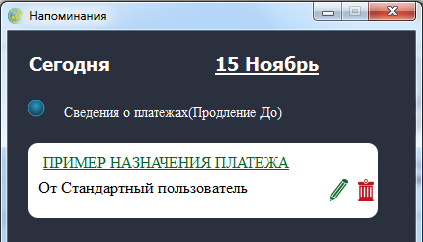 Напоминания
Сегодня 15 Ноябрь
Сведения о платежах(Продление До)
ПРИМЕР НАЗНАЧЕНИЯ ПЛАТЕЖА
От Стандартный пользователь